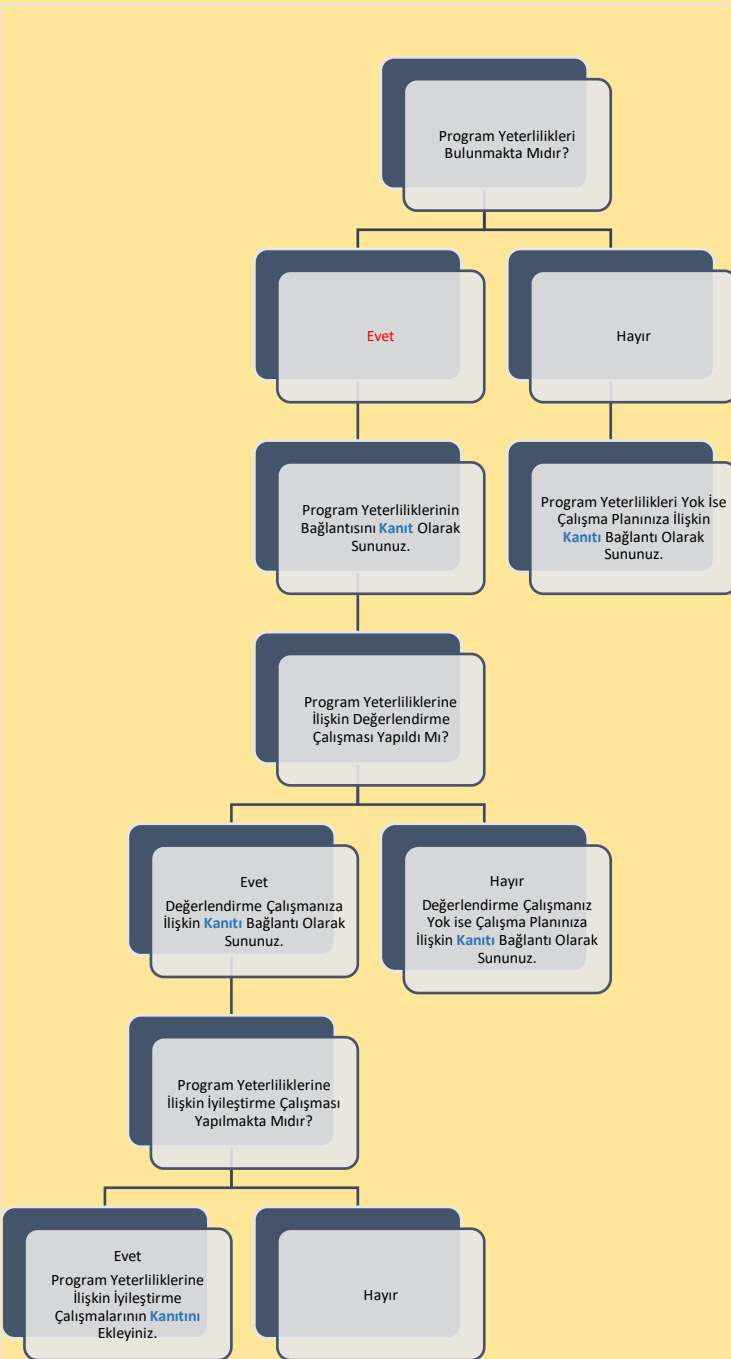 Program Yeterlilikleri
Bulunmakta Mıdır?
Evet
Hayır
Program Yeterliliklerinin
Bağlantısını Kanıt Olarak
Sununuz.
Program Yeterlilikleri Yok İse
Çalışma Planınıza İlişkin
Kanıtı Bağlantı Olarak
Sununuz.
Program Yeterliliklerine
İlişkin Değerlendirme
Çalışması Yapıldı Mı?
Evet
Değerlendirme Çalışmanıza
İlişkin Kanıtı Bağlantı Olarak
Sununuz.
Hayır
Değerlendirme Çalışmanız
Yok ise Çalışma Planınıza
İlişkin Kanıtı Bağlantı Olarak
Sununuz.
Program Yeterliliklerine
İlişkin İyileştirme Çalışması
Yapılmakta Mıdır?
Evet
Program Yeterliliklerine
İlişkin İyileştirme
Çalışmalarının Kanıtını
Ekleyiniz.
Hayır